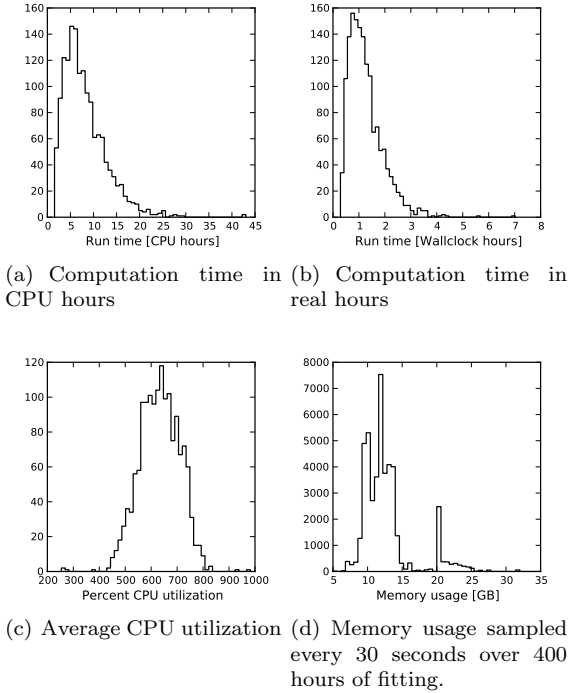 160
140
120
100
80
60
40
20
0
0 5 10 15 20 25 30 35 40 45
Run time [CPU hours]
160
140
120
100
80
60
40
20
0
0 1 2 3 4 5 6 7 8
Run time [Wallclock hours]
(a) Computation time in
CPU hours
(b) Computation time in
real hours
120
100
80
60
40
20
0
200 300 400 500 600 700 800 900 1000
Percent CPU utilization
8000
7000
6000
5000
4000
3000
2000
1000
0
5 10 15 20 25 30 35
Memory usage [GB]
(c) Average CPU utilization
(d) Memory usage sampled
every 30 seconds over 400
hours of fitting.